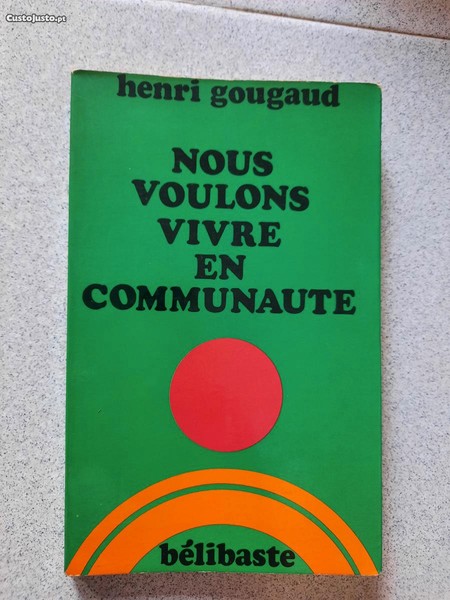 CustoJusto.pt
henri gougaud
NOUS
VOULONS
VIVRE
EN
COMMUNAUTE
bélibaste